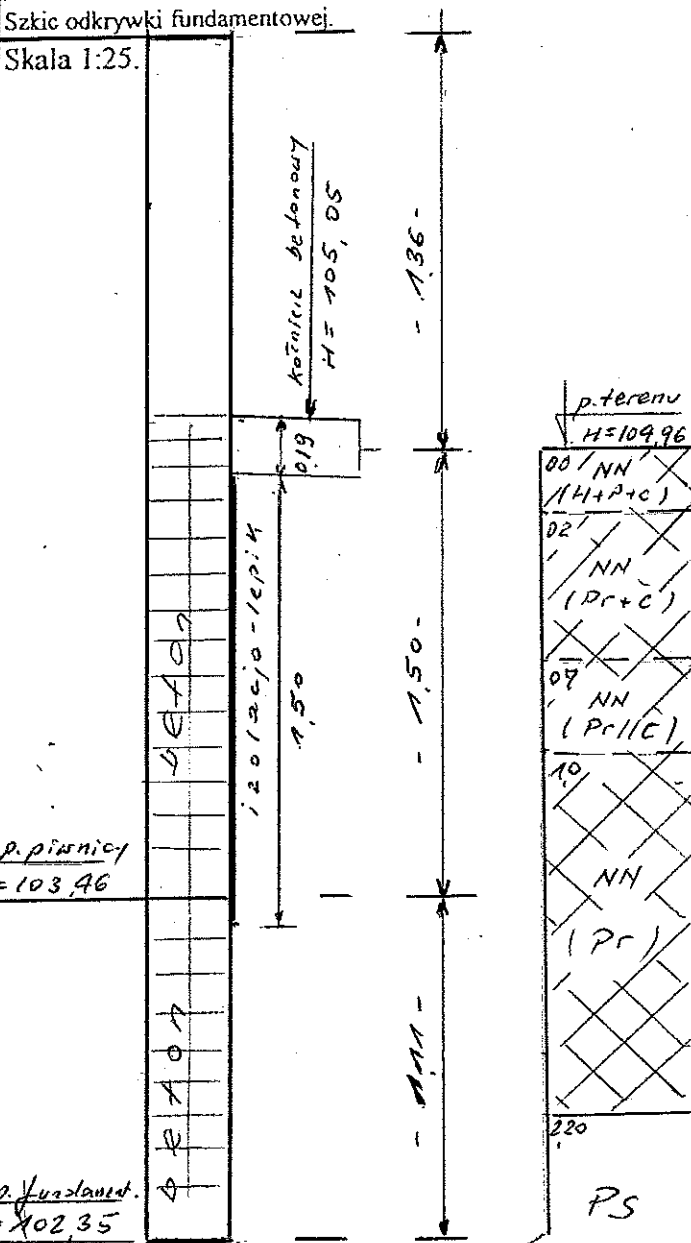 Szkic odkrywki fundamentowej.
Skala 1:25.
kołnierz betonowy
H = 105,05
0,19
- 1,36 -
p. terenu
H=104,96
0,0 NN
(H+P+c)
0,2
NN
(Pr+c)
0,7
NN
(Pr//c)
1,0
NN
(Pr)
2,20
PS
beton
izolacja-lepik
1,50
- 1,50 -
p. piwnicy
= 103,46
beton
- 1,11 -
p. fundament.
= 102,35